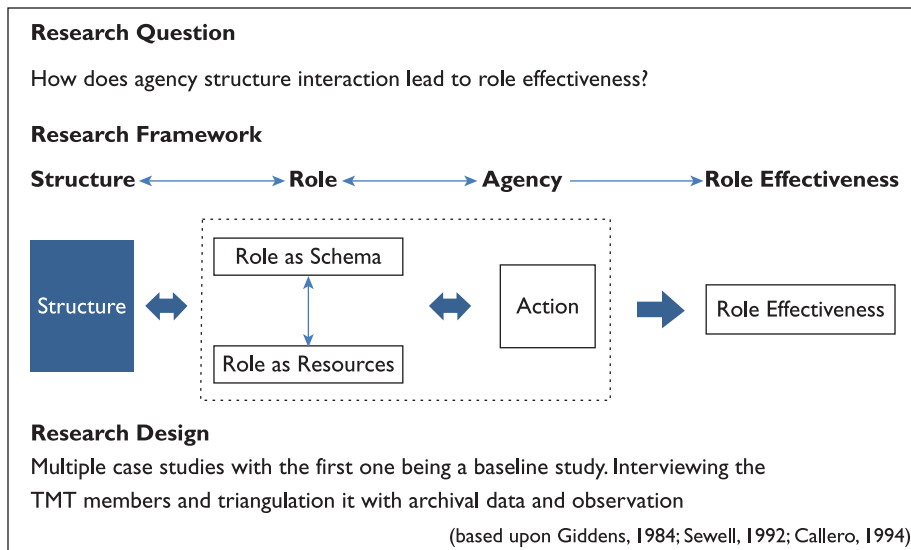 Research Question
How does agency structure interaction lead to role effectiveness?
Research Framework
Structure Role Agency Role Effectiveness
Role as Schema
Structure Action Role Effectiveness
Role as Resources
Research Design
Multiple case studies with the first one being a baseline study. Interviewing the
TMT members and triangulation it with archival data and observation
(based upon Giddens, 1984; Sewell, 1992; Callero, 1994)